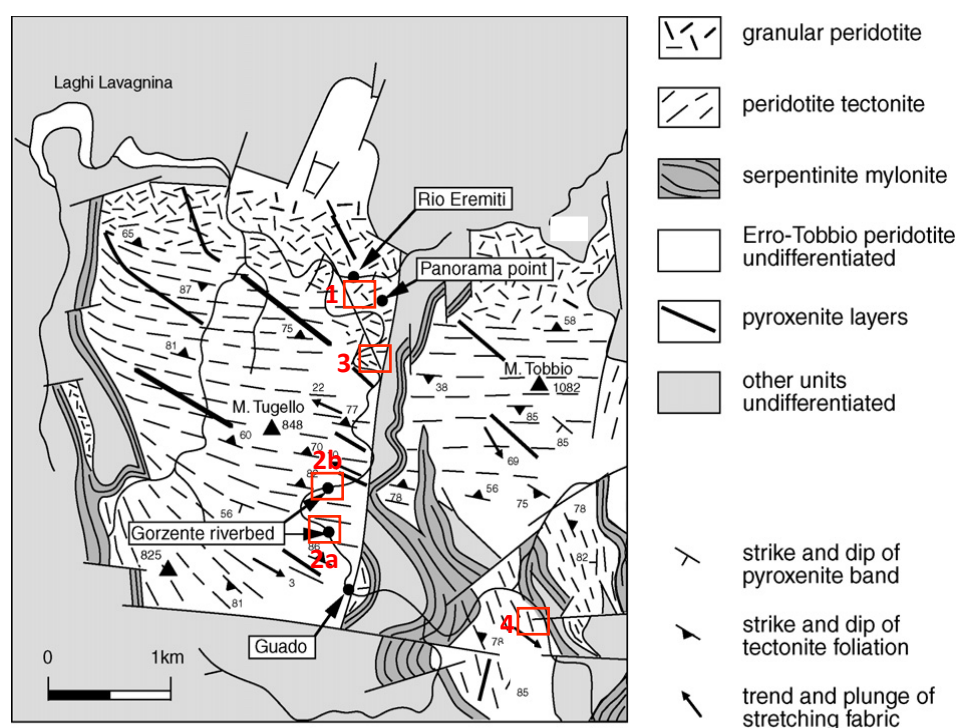 Laghi Lavagnina
Rio Eremiti
Panorama point
65
87
1
58
75
81
3
M. Tobbio
1082
22
38
M. Tugello
848
77
85
85
60
70
69
2b
82
78
56
75
56
78
Gorzente riverbed
86
82
825
2a
3
81
4
78
Guado
85
0
1km
granular peridotite
peridotite tectonite
serpentinite mylonite
Erro-Tobbio peridotite
undifferentiated
pyroxenite layers
other units
undifferentiated
strike and dip of
pyroxenite band
strike and dip of
tectonite foliation
trend and plunge of
stretching fabric